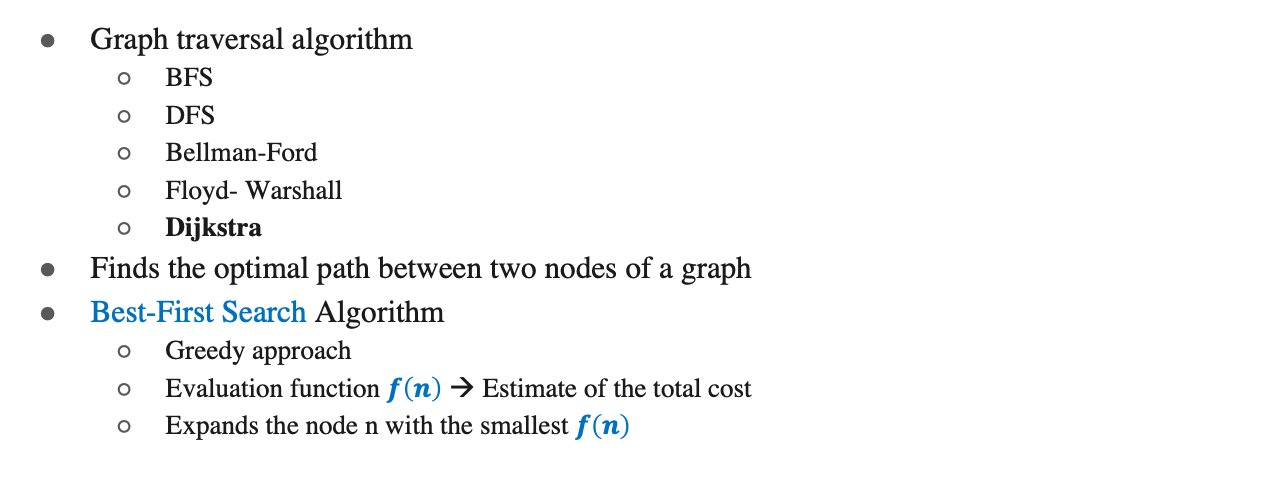 ● Graph traversal algorithm
○ BFS
○ DFS
○ Bellman-Ford
○ Floyd- Warshall
○ Dijkstra
● Finds the optimal path between two nodes of a graph
● Best-First Search Algorithm
○ Greedy approach
○ Evaluation function f(n) → Estimate of the total cost
○ Expands the node n with the smallest f(n)